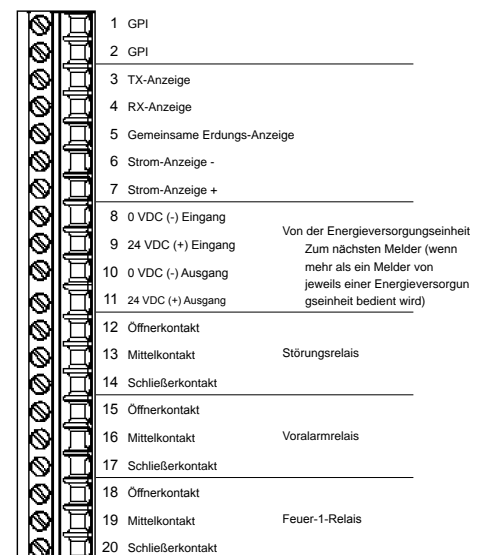 1 GPI
2 GPI
3 TX-Anzeige
4 RX-Anzeige
5 Gemeinsame Erdungs-Anzeige
6 Strom-Anzeige -
7 Strom-Anzeige +
8 0 VDC (-) Eingang
9 24 VDC (+) Eingang
10 0 VDC (-) Ausgang
11 24 VDC (+) Ausgang
Von der Energieversorgungseinheit
Zum nächsten Melder (wenn
mehr als ein Melder von
jeweils einer Energieversorgun
gseinheit bedient wird)
12 Öffnerkontakt
13 Mittelkontakt Störungsrelais
14 Schließerkontakt
15 Öffnerkontakt
16 Mittelkontakt Voralarmrelais
17 Schließerkontakt
18 Öffnerkontakt
19 Mittelkontakt Feuer-1-Relais
20 Schließerkontakt